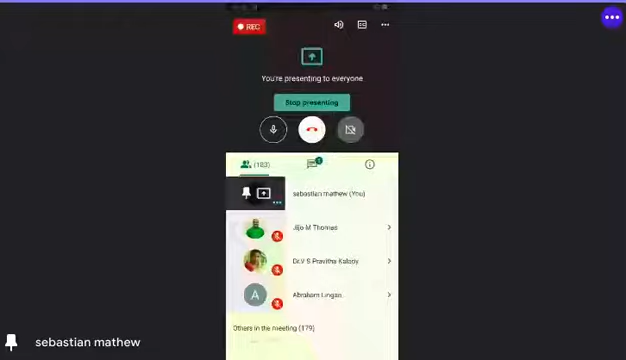 REC
You're presenting to everyone
Stop presenting
(183)
sebastian mathew (You)
Jijo M Thomas
Dr.V S Pravitha Kalady
A
Abraham Lingan
Others in the meeting (179)
sebastian mathew